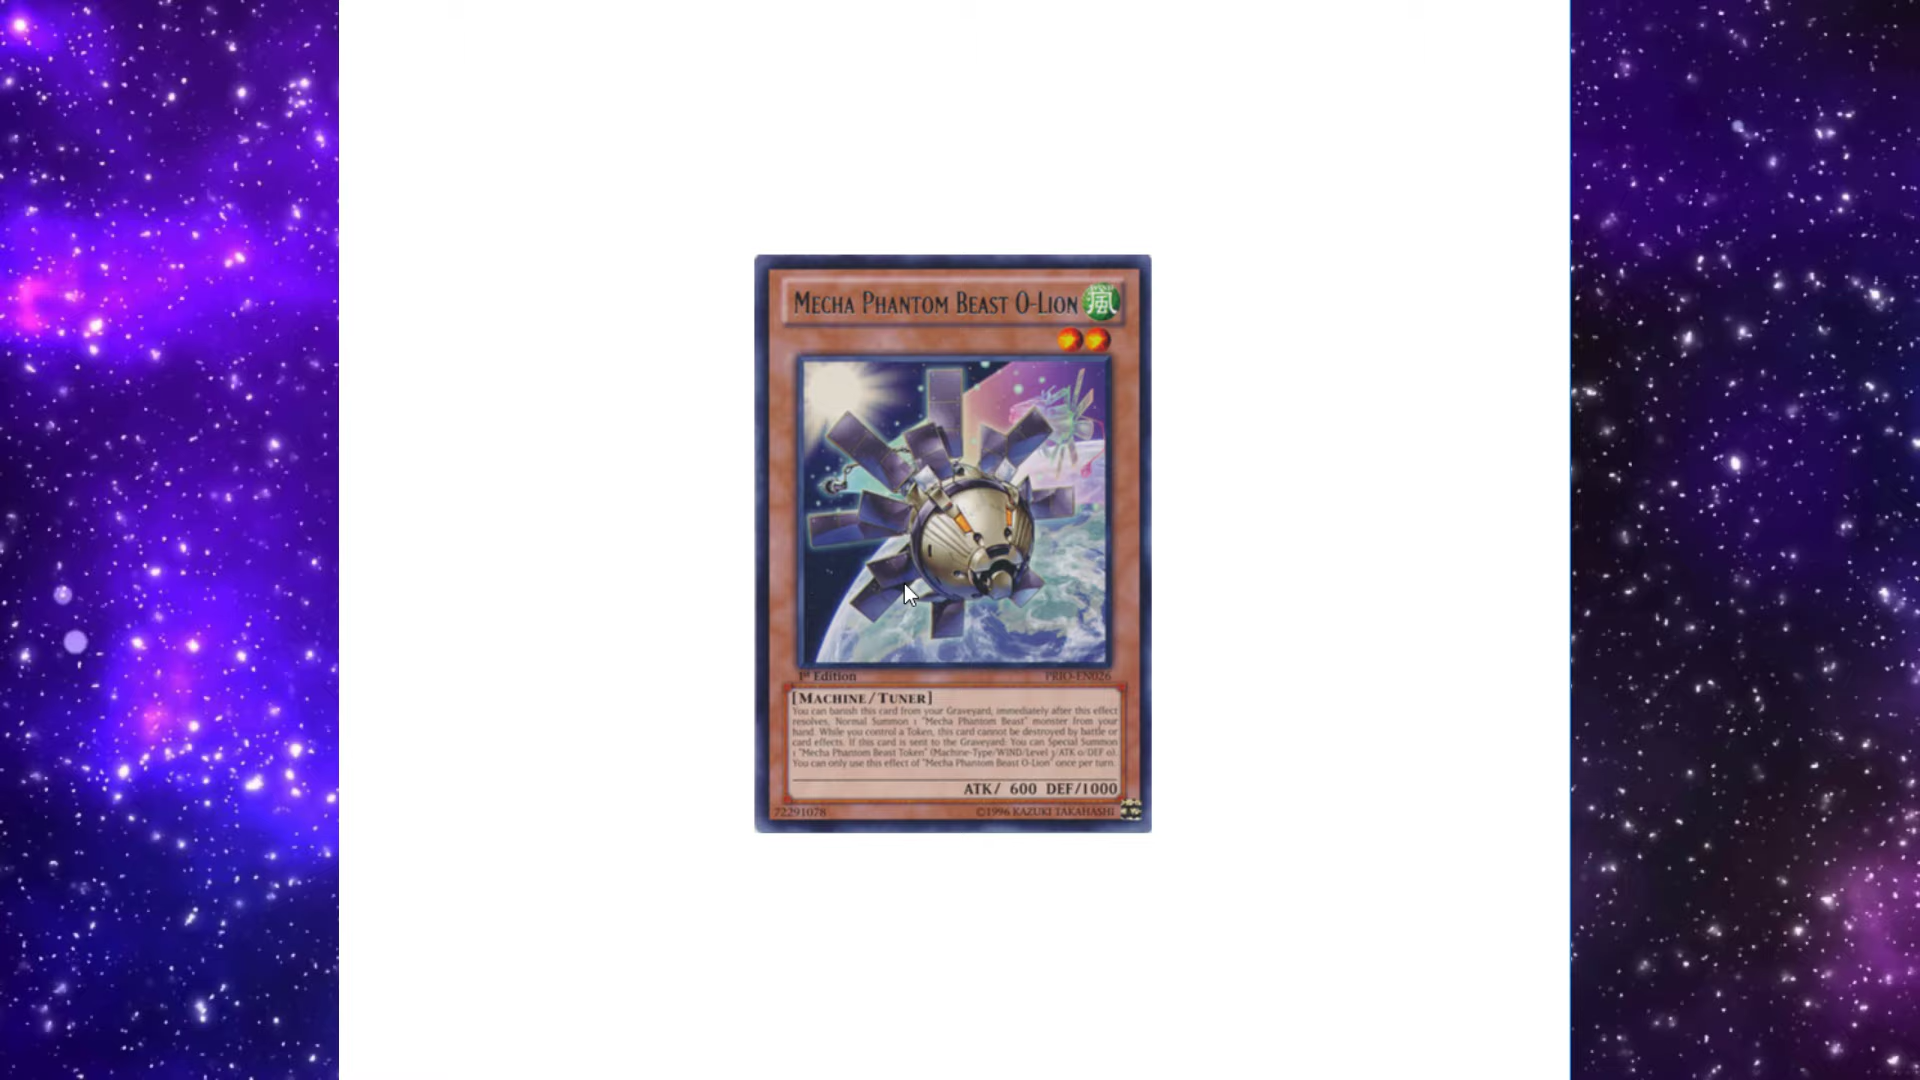 MECHA PHANTOM BEAST O-LION
WIND
風
1st Edition
PRIO-EN026
[MACHINE/TUNER]
You can banish this card from your Graveyard, immediately after this effect
resolves, Normal Summon 1 "Mecha Phantom Beast" monster from your
hand. While you control a Token, this card cannot be destroyed by battle or
card effects. If this card is sent to the Graveyard: You can Special Summon
1 "Mecha Phantom Beast Token" (Machine-Type/WIND/Level 3/ATK 0/DEF 0).
You can only use this effect of "Mecha Phantom Beast O-Lion" once per turn.
ATK/ 600 DEF/1000
72291078
©1996 KAZUKI TAKAHASHI